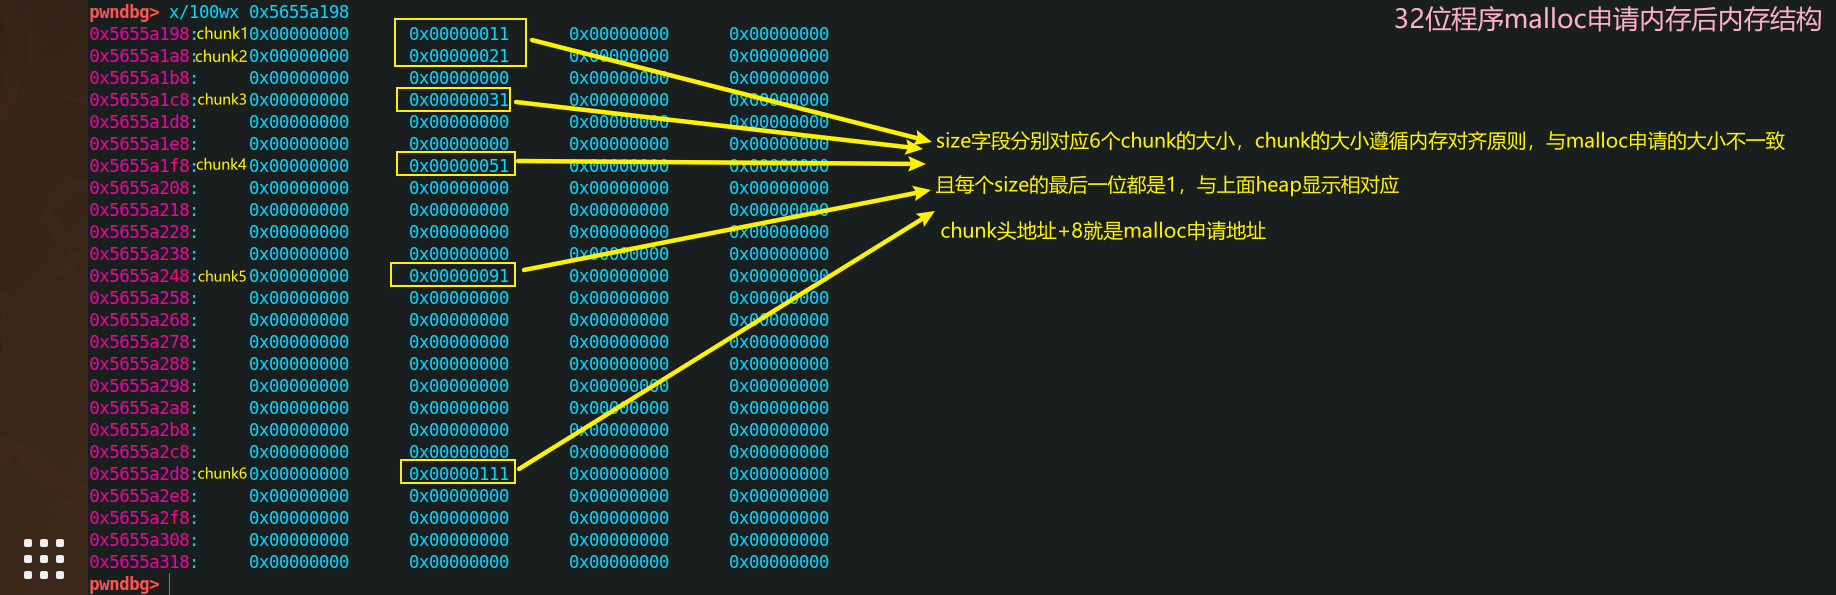 pwndbg> x/100wx 0x5655a198
32位程序malloc申请内存后内存结构
0x5655a198:chunk1 0x00000000 0x00000011 0x00000000 0x00000000
0x5655a1a8:chunk2 0x00000000 0x00000021 0x00000000 0x00000000
0x5655a1b8: 0x00000000 0x00000000 0x00000000 0x00000000
0x5655a1c8:chunk3 0x00000000 0x00000031 0x00000000 0x00000000
0x5655a1d8: 0x00000000 0x00000000 0x00000000 0x00000000
0x5655a1e8: 0x00000000 0x00000000 0x00000000 0x00000000
size字段分别对应6个chunk的大小，chunk的大小遵循内存对齐原则，与malloc申请的大小不一致
0x5655a1f8:chunk4 0x00000000 0x00000051 0x00000000 0x00000000
0x5655a208: 0x00000000 0x00000000 0x00000000 0x00000000
且每个size的最后一位都是1，与上面heap显示相对应
0x5655a218: 0x00000000 0x00000000 0x00000000 0x00000000
0x5655a228: 0x00000000 0x00000000 0x00000000 0x00000000
chunk头地址+8就是malloc申请地址
0x5655a238: 0x00000000 0x00000000 0x00000000 0x00000000
0x5655a248:chunk5 0x00000000 0x00000091 0x00000000 0x00000000
0x5655a258: 0x00000000 0x00000000 0x00000000 0x00000000
0x5655a268: 0x00000000 0x00000000 0x00000000 0x00000000
0x5655a278: 0x00000000 0x00000000 0x00000000 0x00000000
0x5655a288: 0x00000000 0x00000000 0x00000000 0x00000000
0x5655a298: 0x00000000 0x00000000 0x00000000 0x00000000
0x5655a2a8: 0x00000000 0x00000000 0x00000000 0x00000000
0x5655a2b8: 0x00000000 0x00000000 0x00000000 0x00000000
0x5655a2c8: 0x00000000 0x00000000 0x00000000 0x00000000
0x5655a2d8:chunk6 0x00000000 0x00000111 0x00000000 0x00000000
0x5655a2e8: 0x00000000 0x00000000 0x00000000 0x00000000
0x5655a2f8: 0x00000000 0x00000000 0x00000000 0x00000000
0x5655a308: 0x00000000 0x00000000 0x00000000 0x00000000
0x5655a318: 0x00000000 0x00000000 0x00000000 0x00000000
pwndbg>